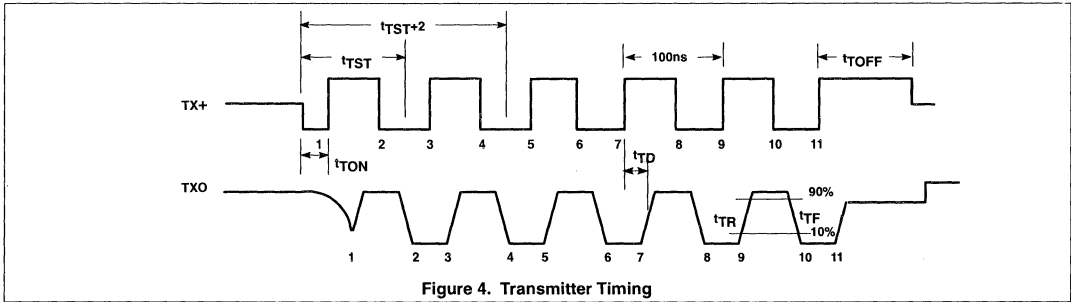 tTST+2
tTST
100ns
tTOFF
TX+
1 2 3 4 5 6 7 8 9 10 11
tTON
tTD
TXO
90%
tTR
tTF
10%
1 2 3 4 5 6 7 8 9 10 11
Figure 4. Transmitter Timing